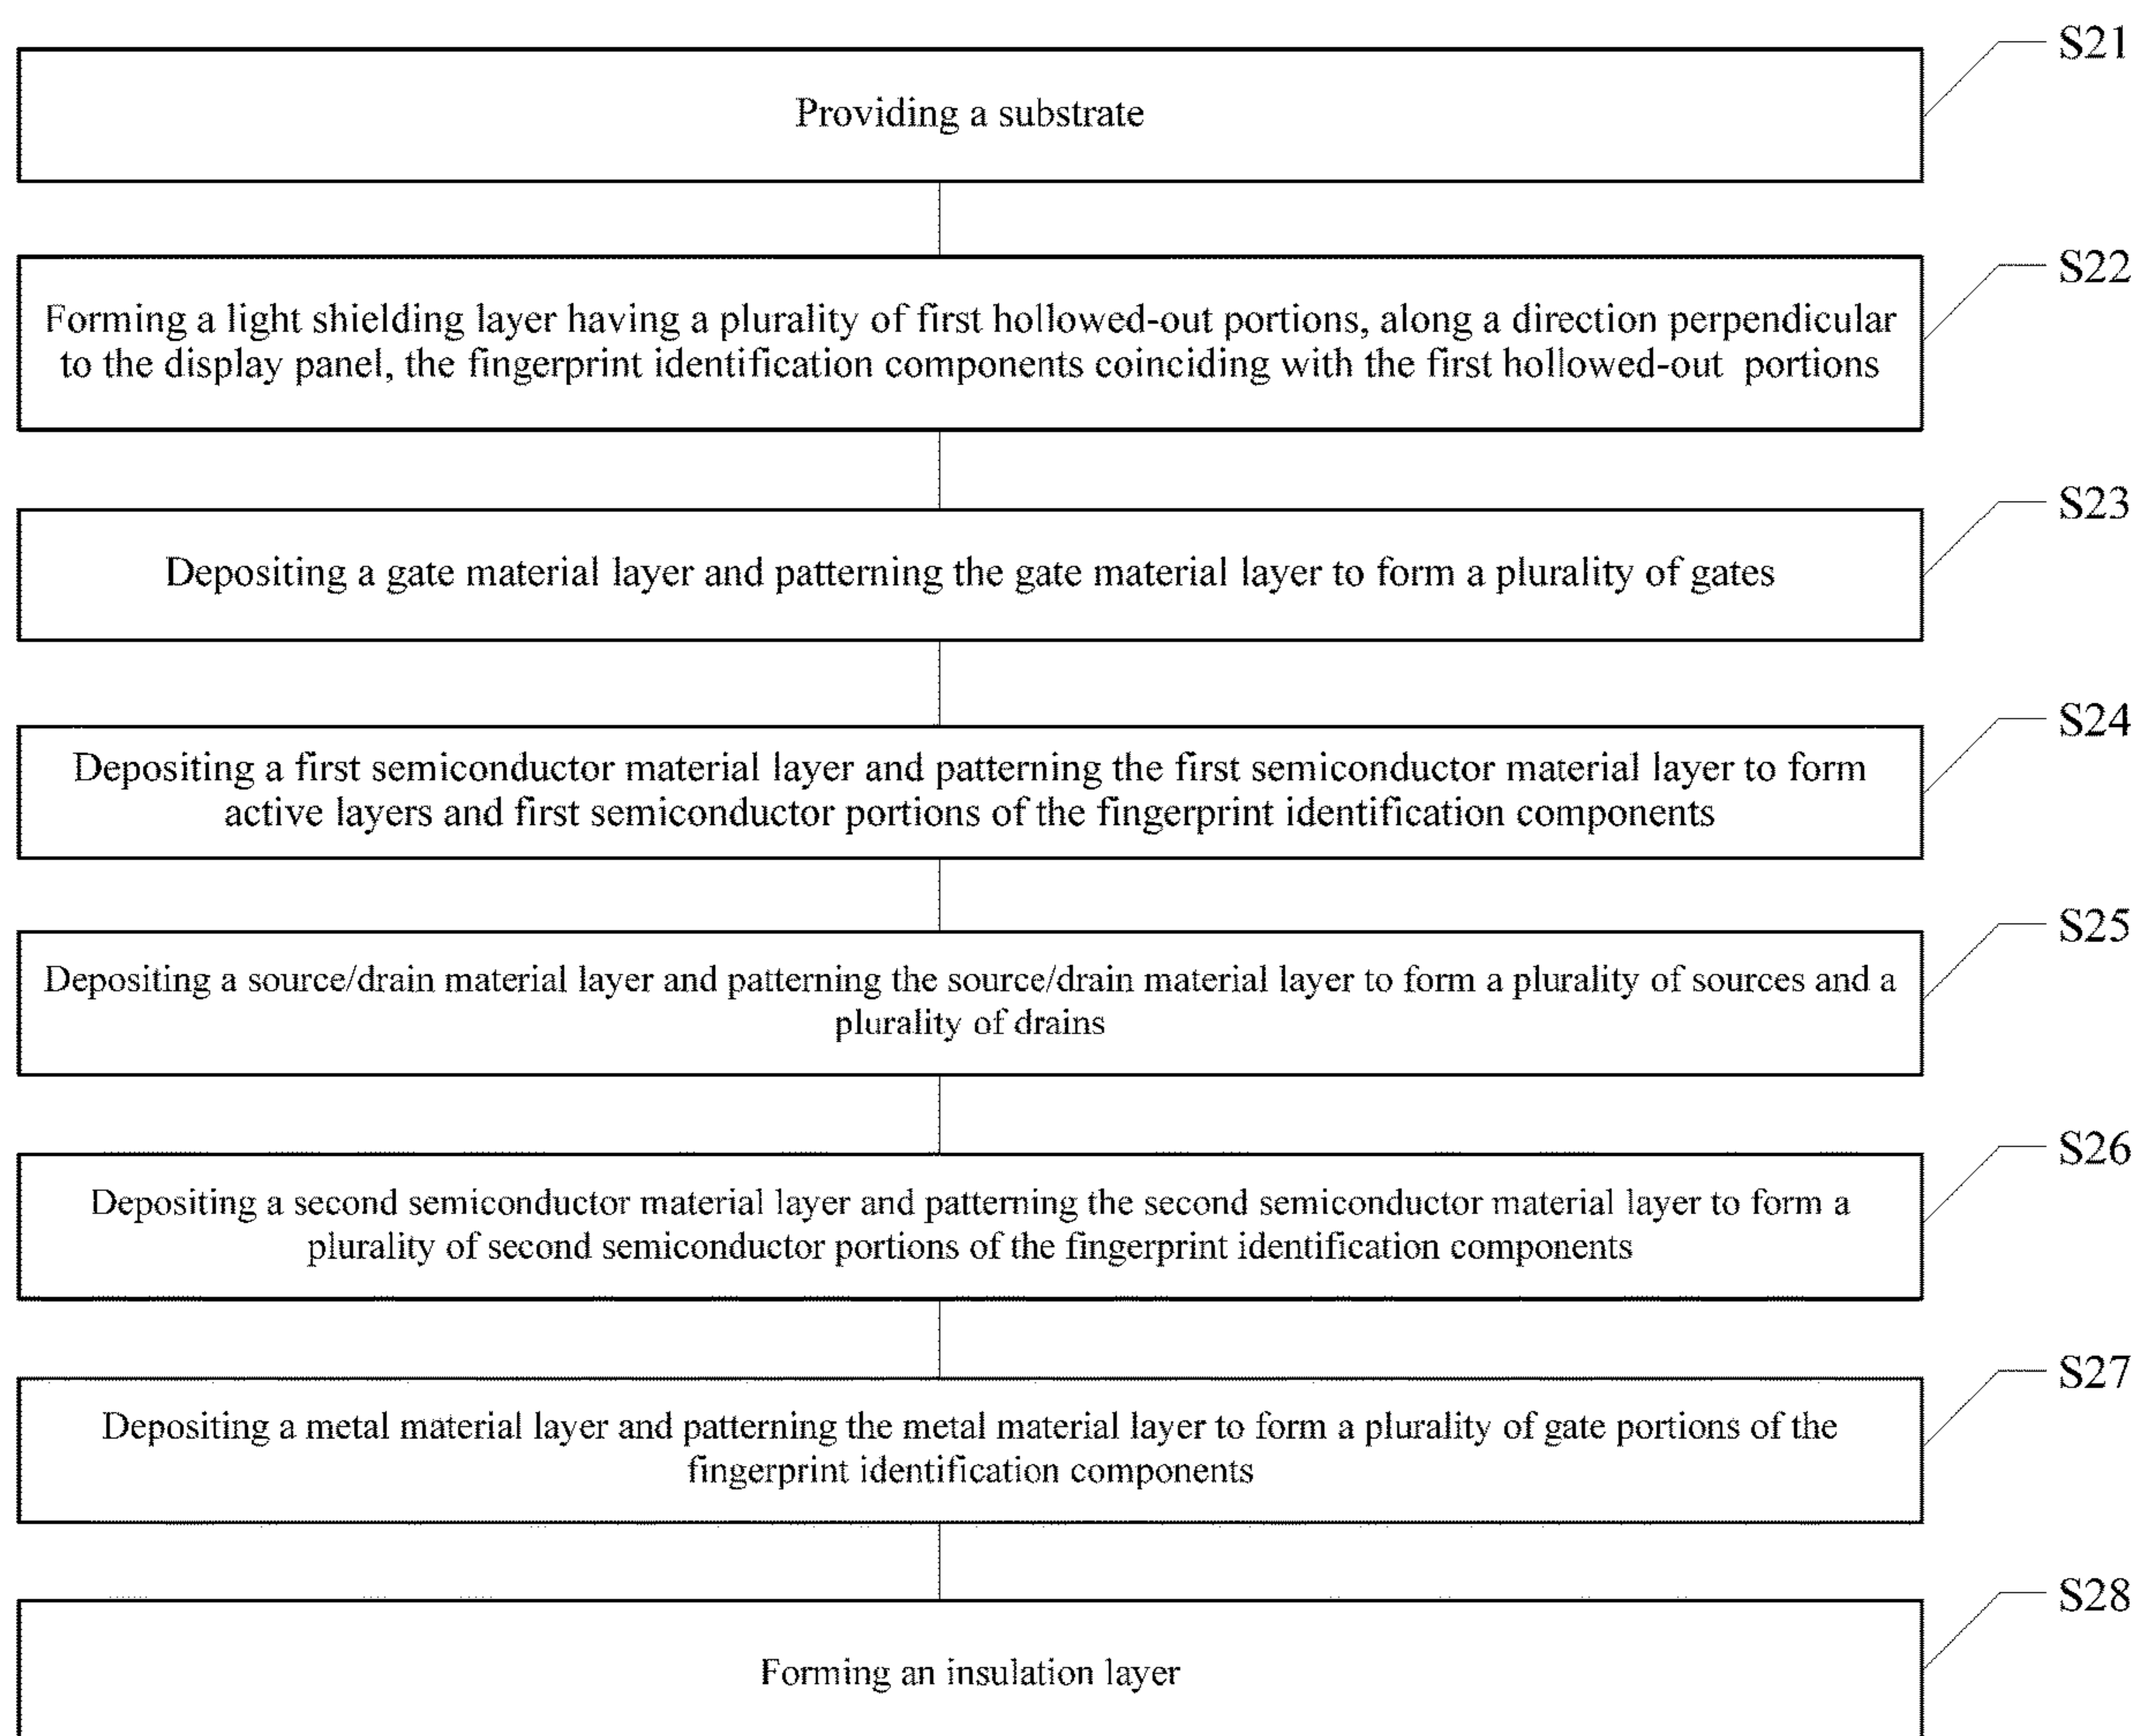 S21
Providing a substrate
S22
Forming a light shielding layer having a plurality of first hollowed-out portions, along a direction perpendicular
to the display panel, the fingerprint identification components coinciding with the first hollowed-out portions
S23
Depositing a gate material layer and patterning the gate material layer to form a plurality of gates
S24
Depositing a first semiconductor material layer and patterning the first semiconductor material layer to form
active layers and first semiconductor portions of the fingerprint identification components
S25
Depositing a source/drain material layer and patterning the source/drain material layer to form a plurality of sources and a
plurality of drains
S26
Depositing a second semiconductor material layer and patterning the second semiconductor material layer to form a
plurality of second semiconductor portions of the fingerprint identification components
S27
Depositing a metal material layer and patterning the metal material layer to form a plurality of gate portions of the
fingerprint identification components
S28
Forming an insulation layer